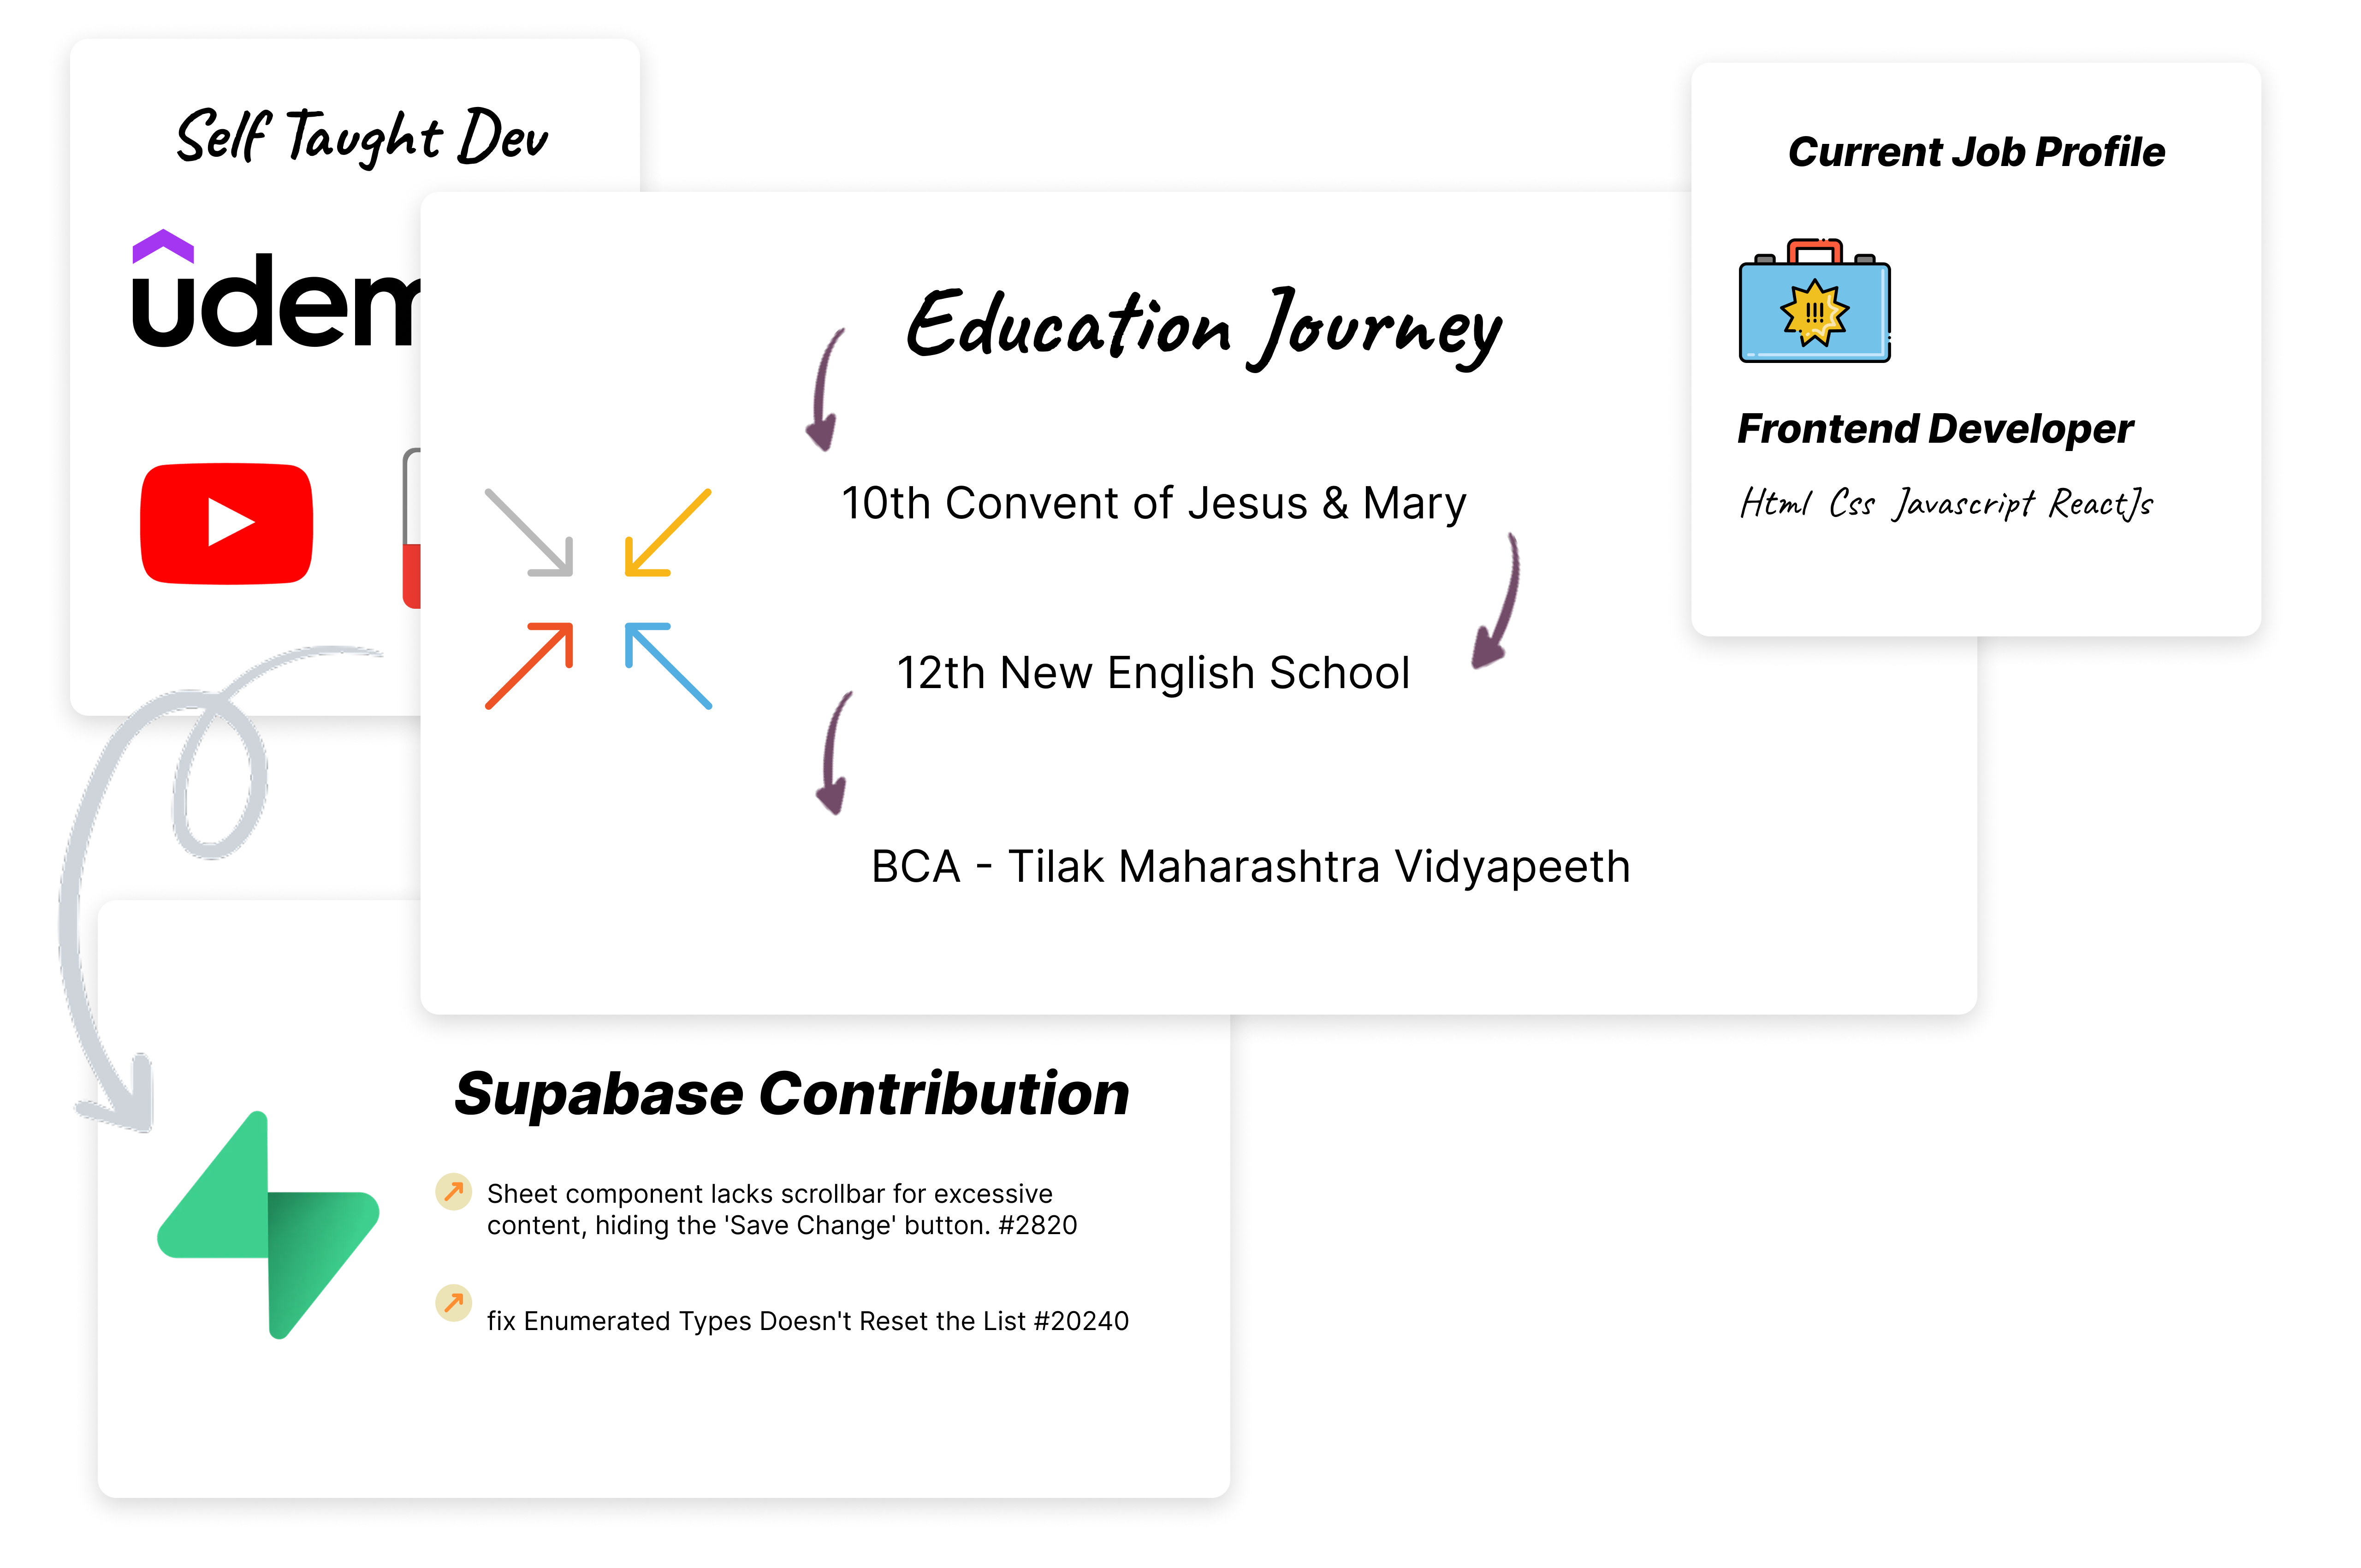 Self Taught Dev
udem
Education Journey
10th Convent of Jesus & Mary
12th New English School
BCA - Tilak Maharashtra Vidyapeeth
Current Job Profile
!!!
Frontend Developer
Html Css Javascript ReactJs
Supabase Contribution
Sheet component lacks scrollbar for excessive
content, hiding the 'Save Change' button. #2820
fix Enumerated Types Doesn't Reset the List #20240